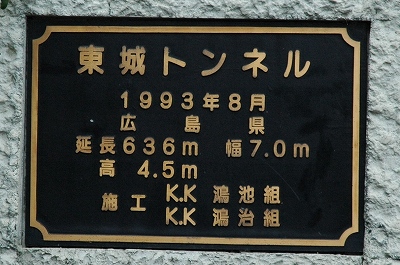 東城トンネル
1993年8月
広島県
延長636m 幅7.0m
高 4.5m
施工 K.K 鴻池組
K.K 鴻治組